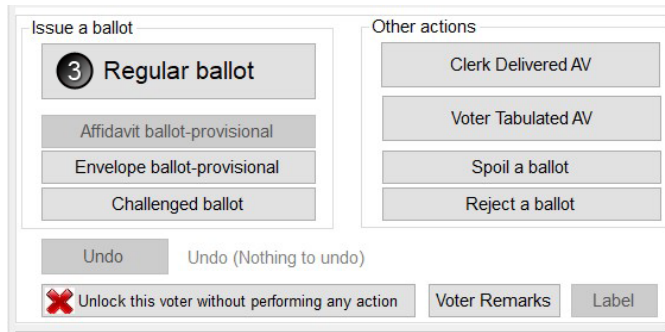 Issue a ballot
3 Regular ballot
Affidavit ballot-provisional
Envelope ballot-provisional
Challenged ballot
Other actions
Clerk Delivered AV
Voter Tabulated AV
Spoil a ballot
Reject a ballot
Undo Undo (Nothing to undo)
Unlock this voter without performing any action Voter Remarks Label